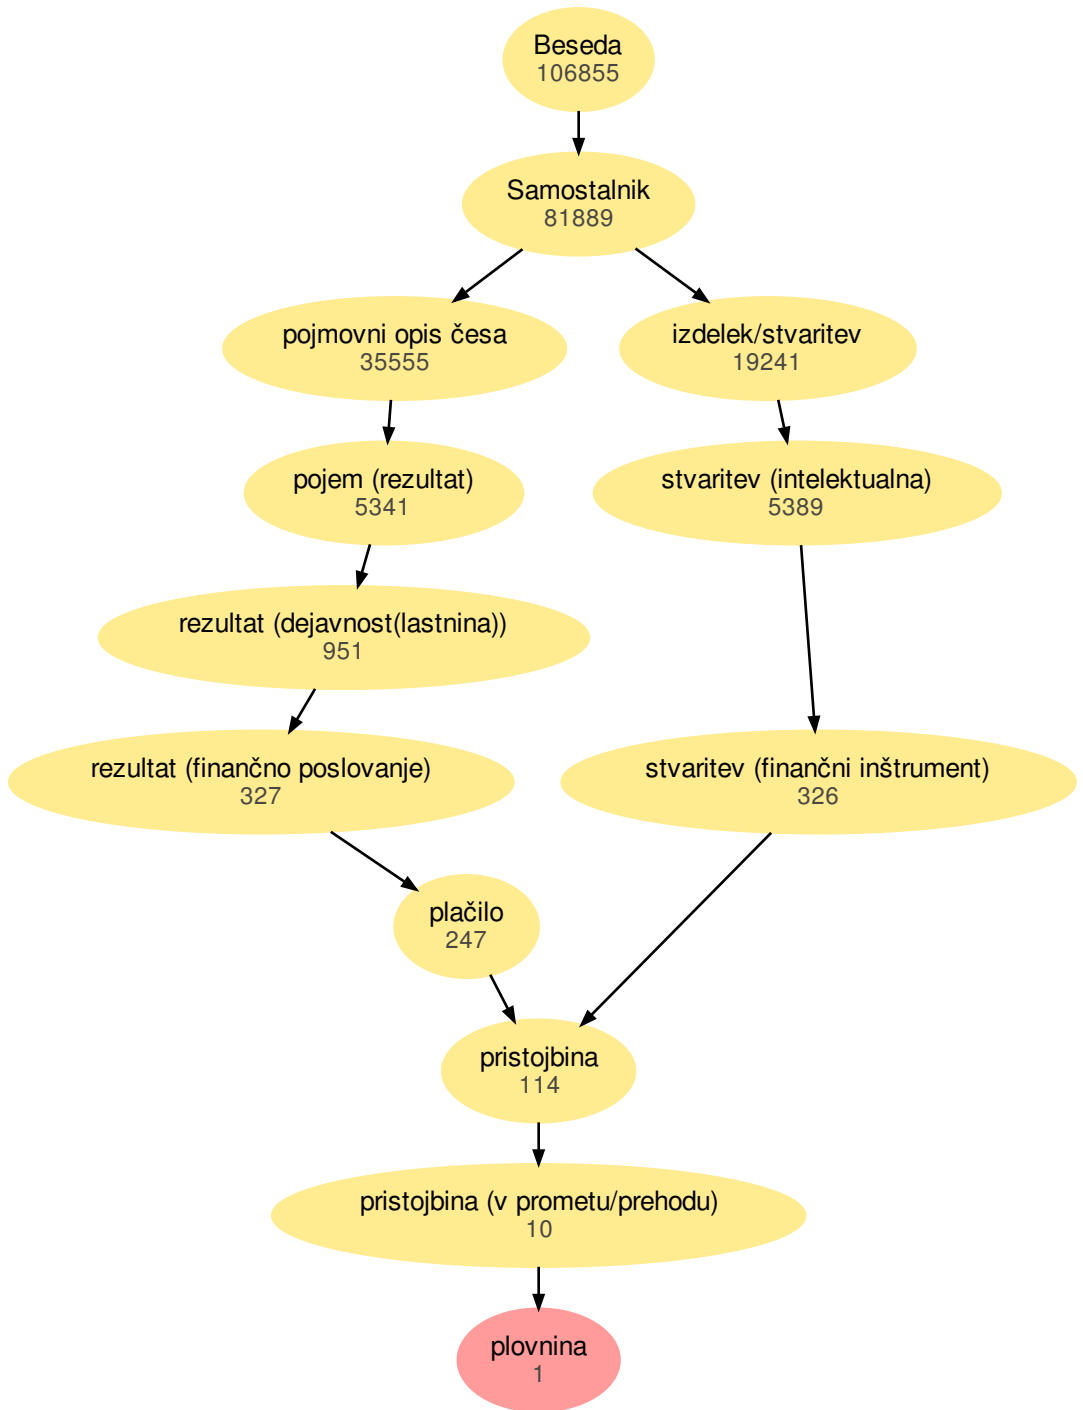 Beseda
106855
Samostalnik
81889
pojmovni opis česa
35555
izdelek/stvaritev
19241
pojem (rezultat)
5341
stvaritev (intelektualna)
5389
rezultat (dejavnost(lastnina))
951
rezultat (finančno poslovanje)
327
stvaritev (finančni inštrument)
326
plačilo
247
pristojbina
114
pristojbina (v prometu/prehodu)
10
plovnina
1